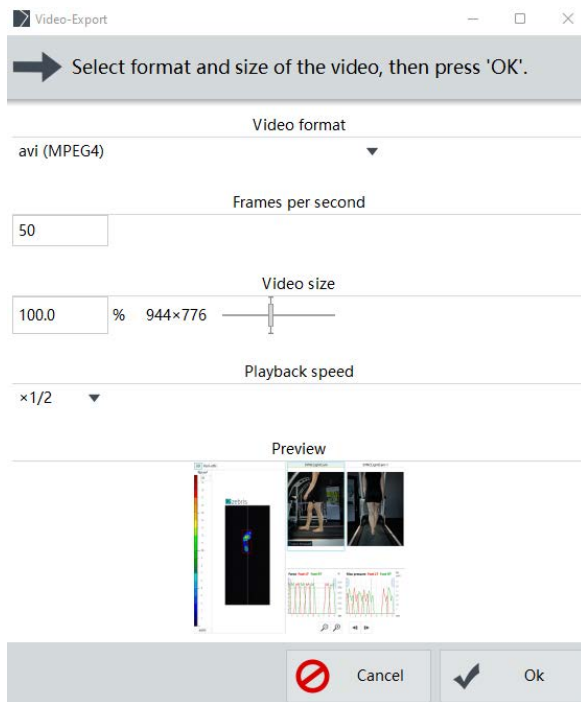 Video-Export
Select format and size of the video, then press 'OK'.
Video format
avi (MPEG4)
Frames per second
50
Video size
100.0 % 944×776
Playback speed
×1/2
Preview
zebris
Cancel
Ok